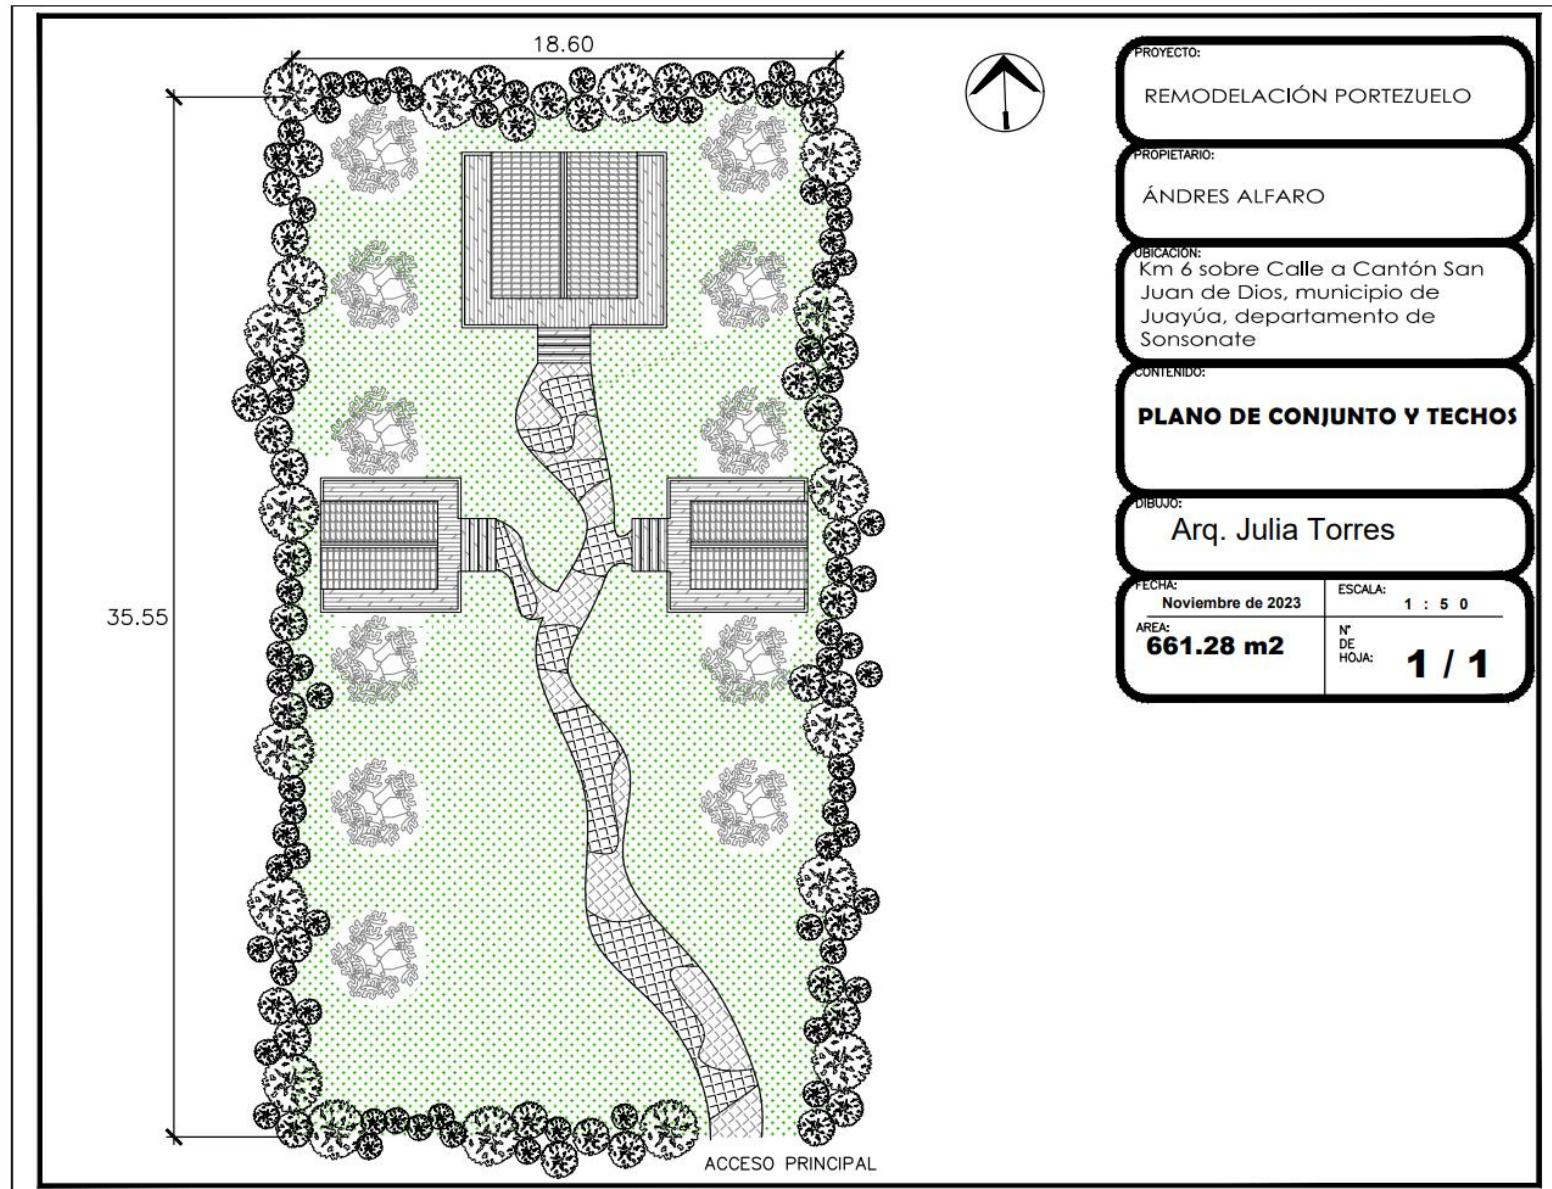 18.60
35.55
ACCESO PRINCIPAL
PROYECTO:
REMODELACIÓN PORTEZUELO
PROPIETARIO:
ÁNDRES ALFARO
UBICACIÓN:
Km 6 sobre Calle a Cantón San
Juan de Dios, municipio de
Juayúa, departamento de
Sonsonate
CONTENIDO:
PLANO DE CONJUNTO Y TECHOS
DIBUJO:
Arq. Julia Torres
FECHA:
Noviembre de 2023
ESCALA:
1 : 5 0
AREA:
661.28 m2
N°
DE
HOJA:
1 / 1